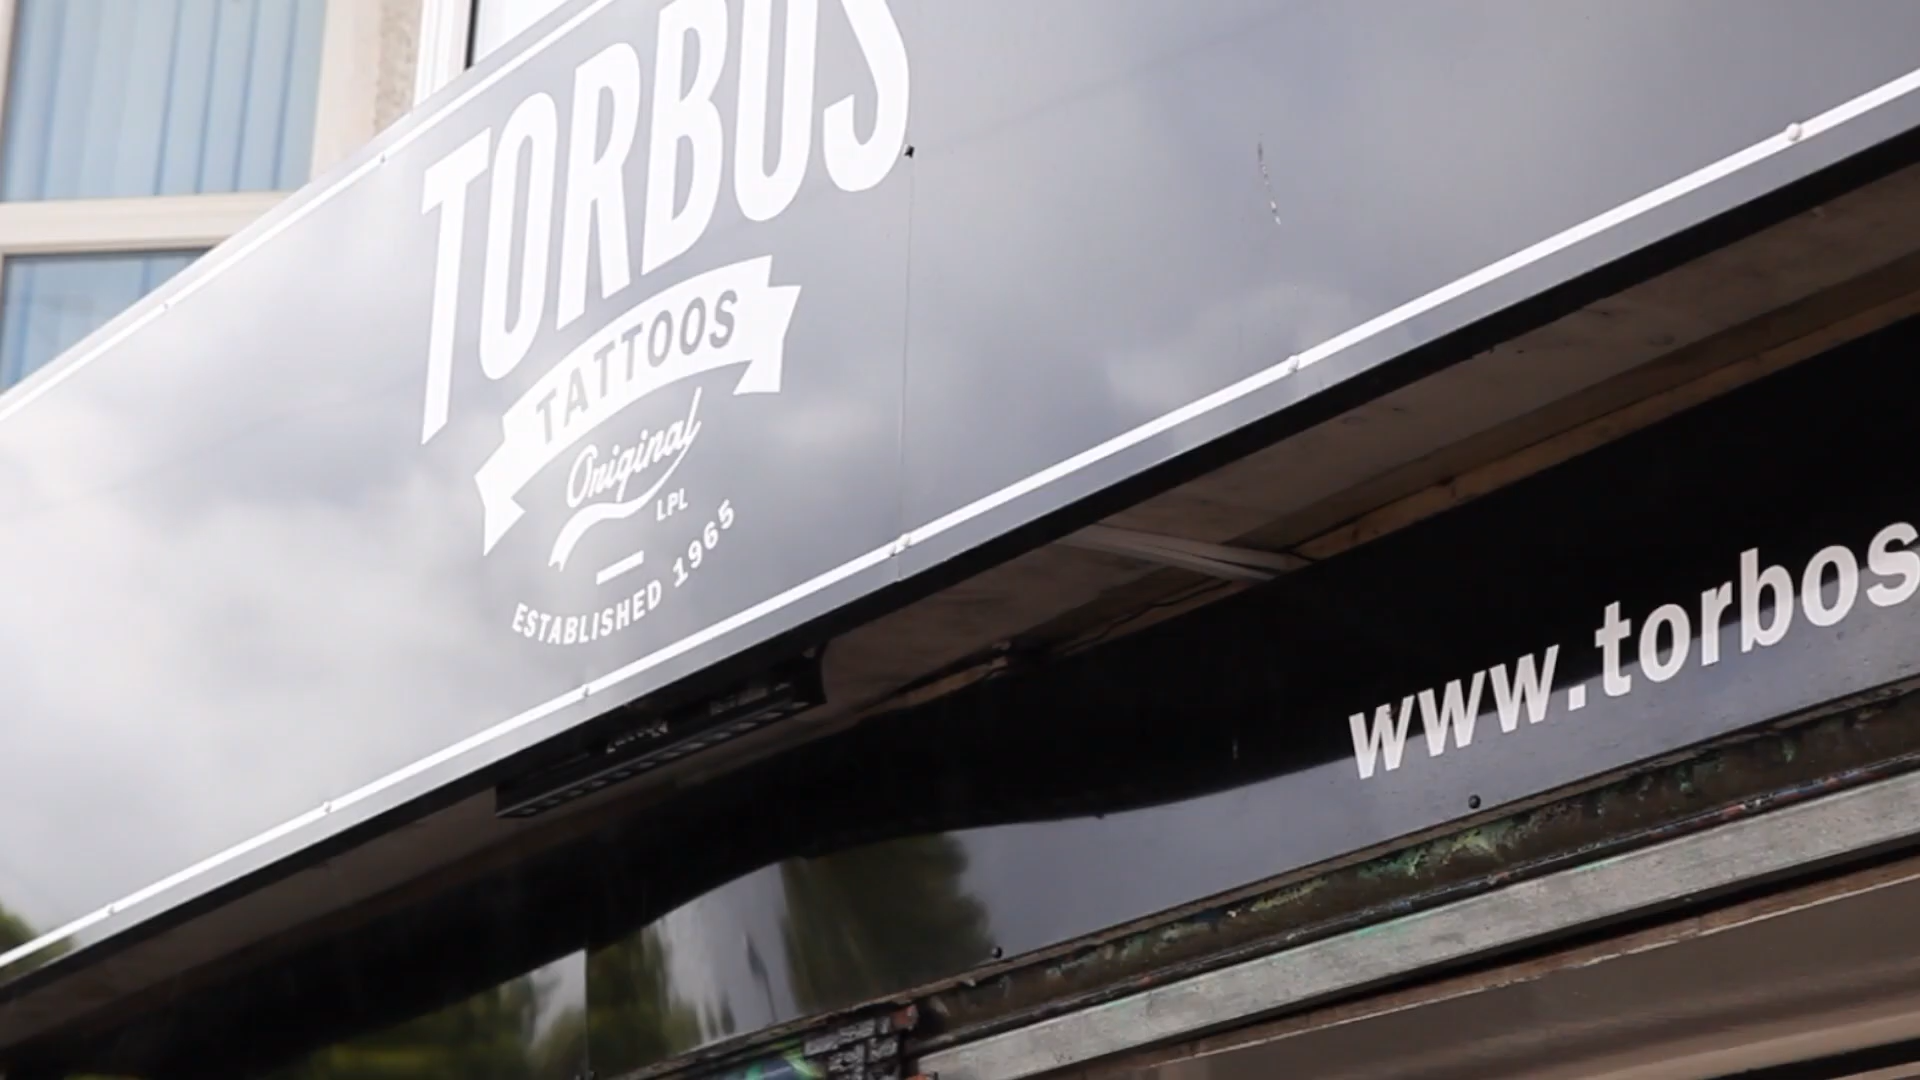 TORBOS
TATTOOS
Original
LPL
ESTABLISHED 1965
www.torbos